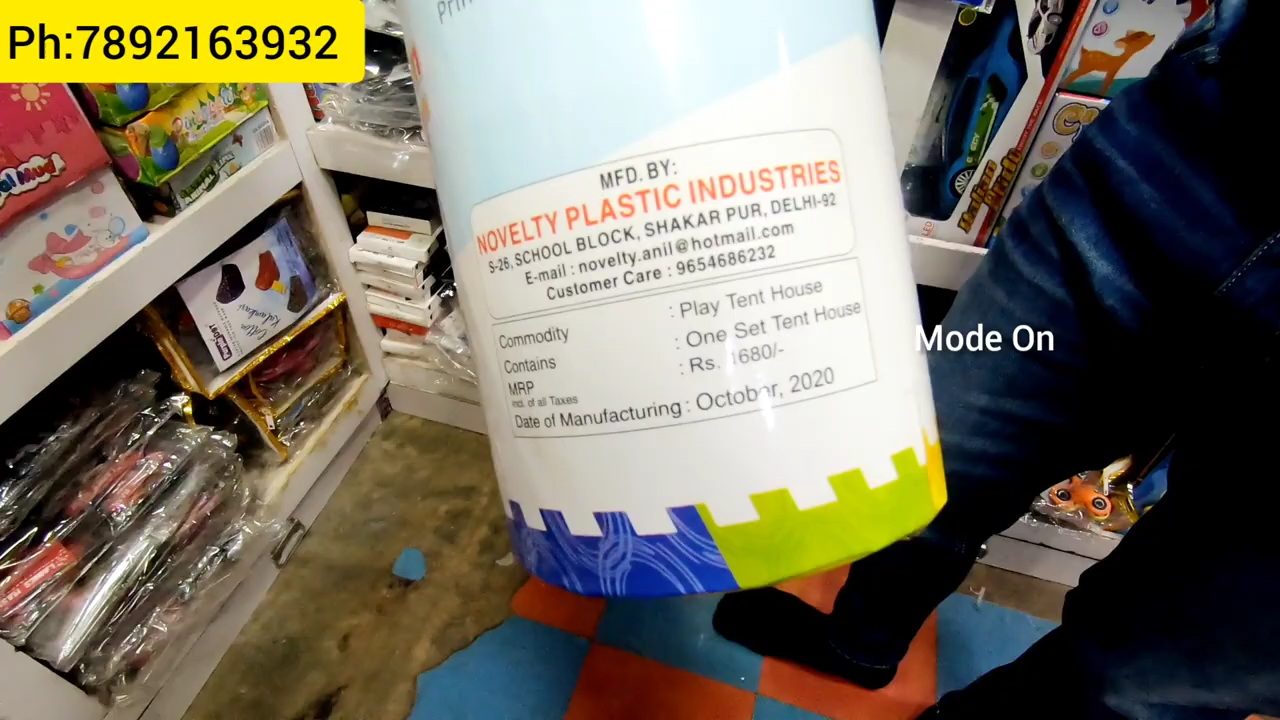 Ph:7892163932
MFD. BY:
NOVELTY PLASTIC INDUSTRIES
S-26, SCHOOL BLOCK, SHAKAR PUR, DELHI-92
E-mail : novelty.anil@hotmail.com
Customer Care : 9654686232
Commodity : Play Tent House
Contains : One Set Tent House
MRP : Rs. 1680/-
Incl. of all Taxes
Date of Manufacturing : October, 2020
Mode On